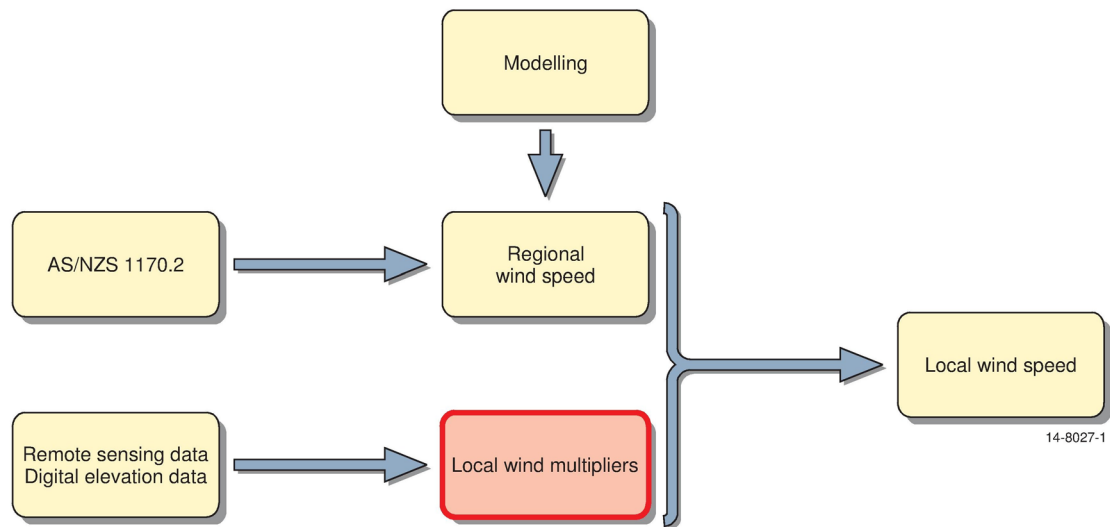 Modelling
AS/NZS 1170.2
Regional
wind speed
Local wind speed
Remote sensing data
Digital elevation data
Local wind multipliers
14-8027-1